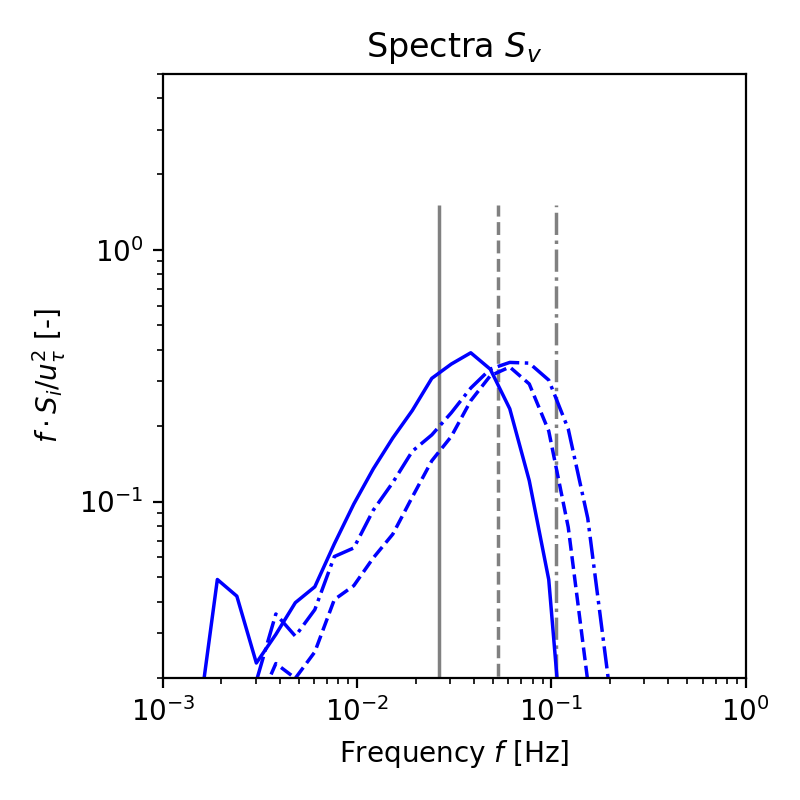 Spectra $S_v$
$10^0$
$10^{-1}$
$f \cdot S_i/u_\tau^2$ [-]
$10^{-3}$ $10^{-2}$ $10^{-1}$ $10^0$
Frequency $f$ [Hz]